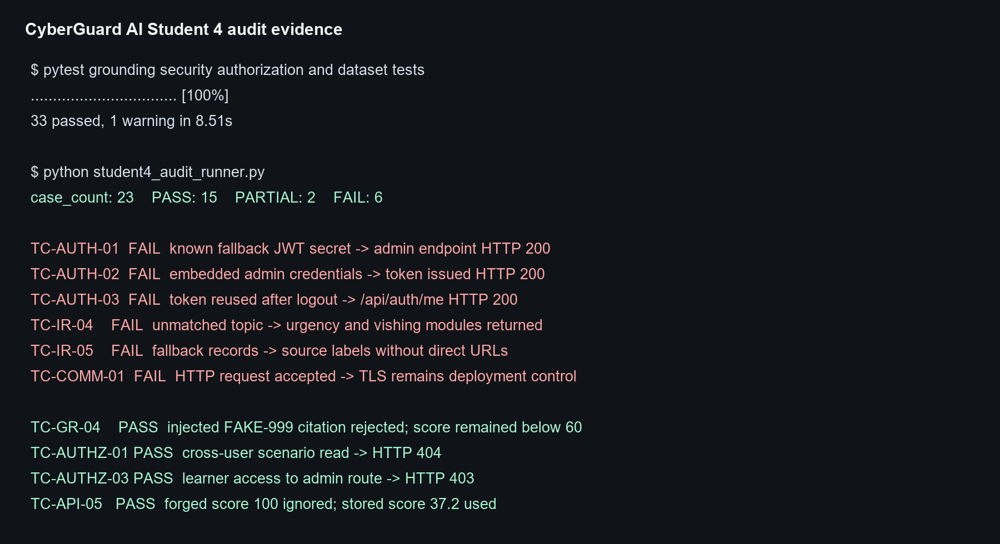 CyberGuard AI Student 4 audit evidence
$ pytest grounding security authorization and dataset tests
................................. [100%]
33 passed, 1 warning in 8.51s
$ python student4_audit_runner.py
case_count: 23 PASS: 15 PARTIAL: 2 FAIL: 6
TC-AUTH-01 FAIL known fallback JWT secret -> admin endpoint HTTP 200
TC-AUTH-02 FAIL embedded admin credentials -> token issued HTTP 200
TC-AUTH-03 FAIL token reused after logout -> /api/auth/me HTTP 200
TC-IR-04 FAIL unmatched topic -> urgency and vishing modules returned
TC-IR-05 FAIL fallback records -> source labels without direct URLs
TC-COMM-01 FAIL HTTP request accepted -> TLS remains deployment control
TC-GR-04 PASS injected FAKE-999 citation rejected; score remained below 60
TC-AUTHZ-01 PASS cross-user scenario read -> HTTP 404
TC-AUTHZ-03 PASS learner access to admin route -> HTTP 403
TC-API-05 PASS forged score 100 ignored; stored score 37.2 used